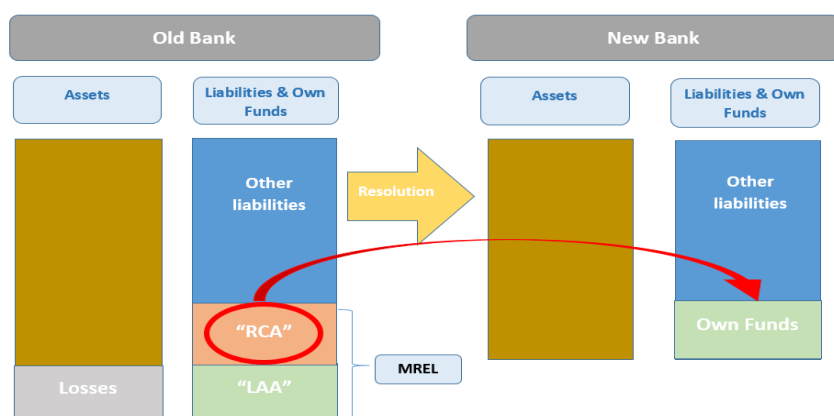 Old Bank
New Bank
Assets
Liabilities & Own
Funds
Assets
Liabilities & Own
Funds
Other
liabilities
Resolution
Other
liabilities
"RCA"
Own Funds
MREL
Losses
"LAA"